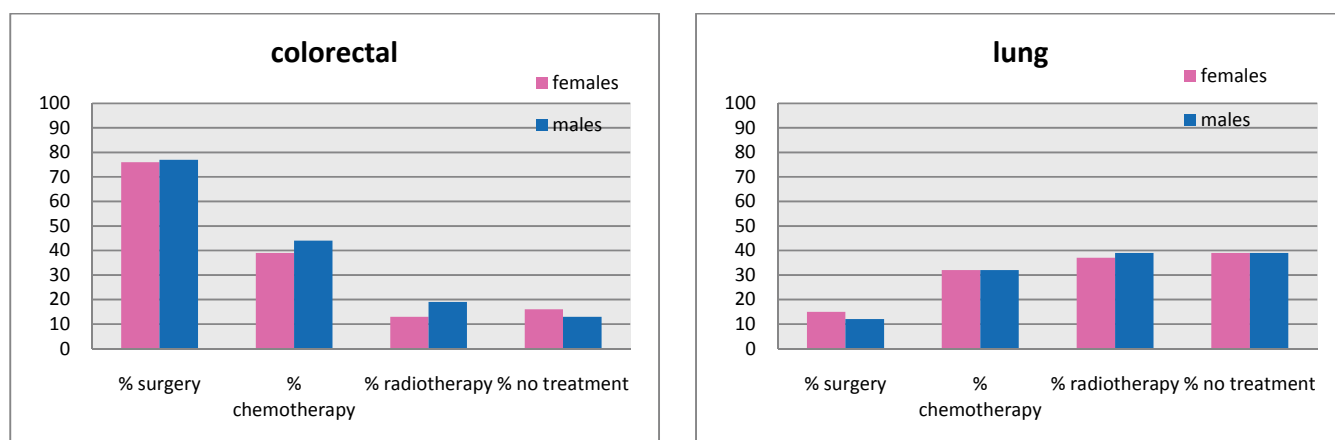 colorectal
females
males
100
90
80
70
60
50
40
30
20
10
0
% surgery
%
chemotherapy
% radiotherapy
% no treatment
lung
females
males
100
90
80
70
60
50
40
30
20
10
0
% surgery
%
chemotherapy
% radiotherapy
% no treatment